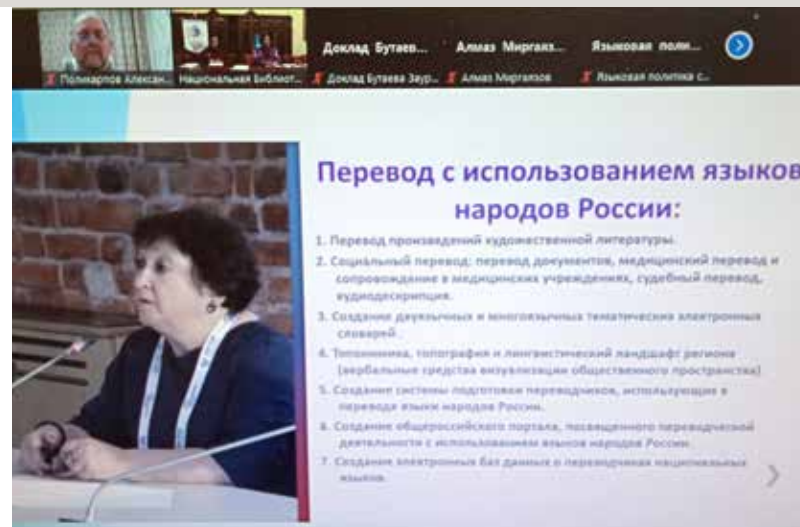 Доклад Бутаев...
Алмаз Миргаяз...
Языковая поли...
Поликарпов Алексан...
Национальная Библиот...
Доклад Бутаева Заур...
Алмаз Миргаязов
Языковая политика с...
Перевод с использованием языков
народов России:
1. Перевод произведений художественной литературы.
2. Социальный перевод: перевод документов, медицинский перевод и
сопровождение в медицинских учреждениях, судебный перевод,
аудиодескрипция.
3. Создание двуязычных и многоязычных тематических электронных
словарей.
4. Топонимика, топография и лингвистический ландшафт региона
(вербальные средства визуализации общественного пространства)
5. Создание системы подготовки переводчиков, использующих в
переводе языки народов России.
6. Создание общероссийского портала, посвященного переводческой
деятельности с использованием языков народов России.
7. Создание электронных баз данных о переводчиках национальных
языков.